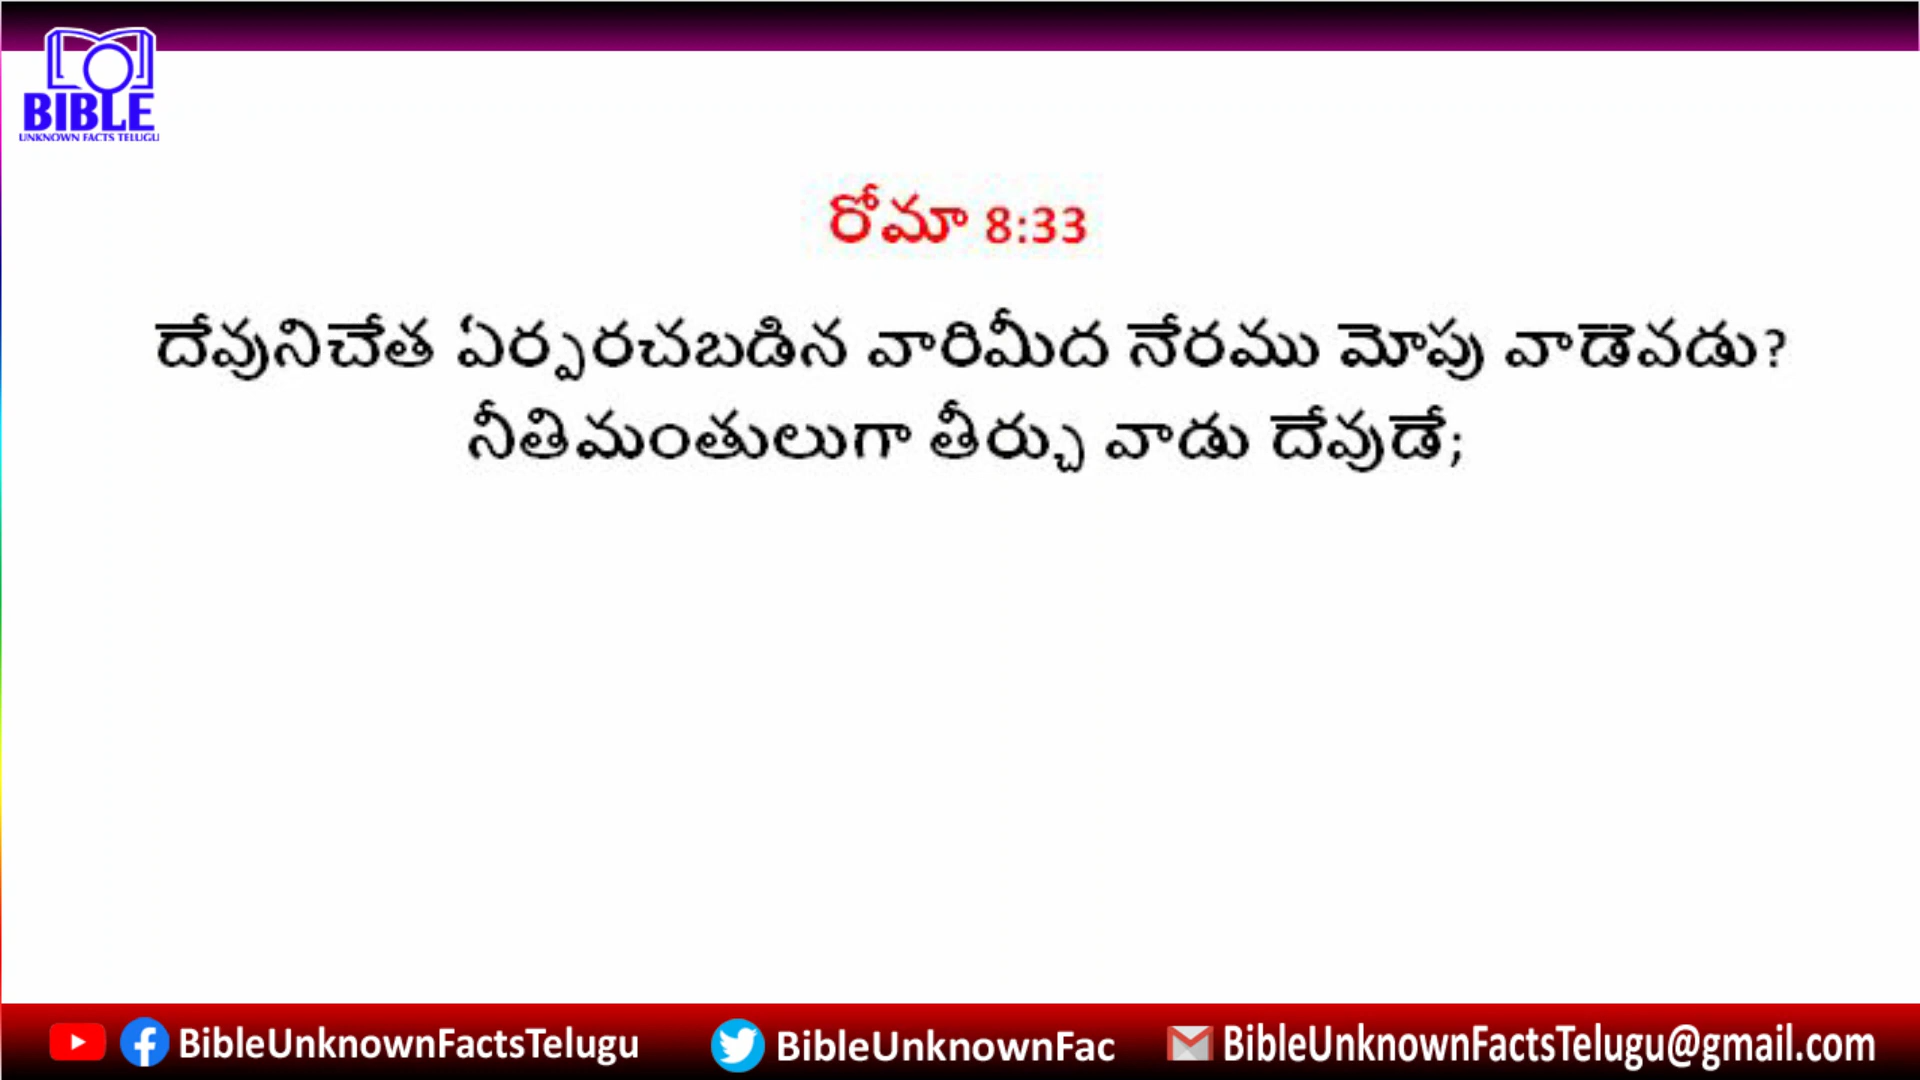 BIBLE
UNKNOWN FACTS TELUGU
రోమా 8:33
దేవునిచేత ఏర్పరచబడిన వారిమీద నేరము మోపు వాడెవడు?
నీతిమంతులుగా తీర్చు వాడు దేవుడే;
BibleUnknownFactsTelugu BibleUnknownFac BibleUnknownFactsTelugu@gmail.com